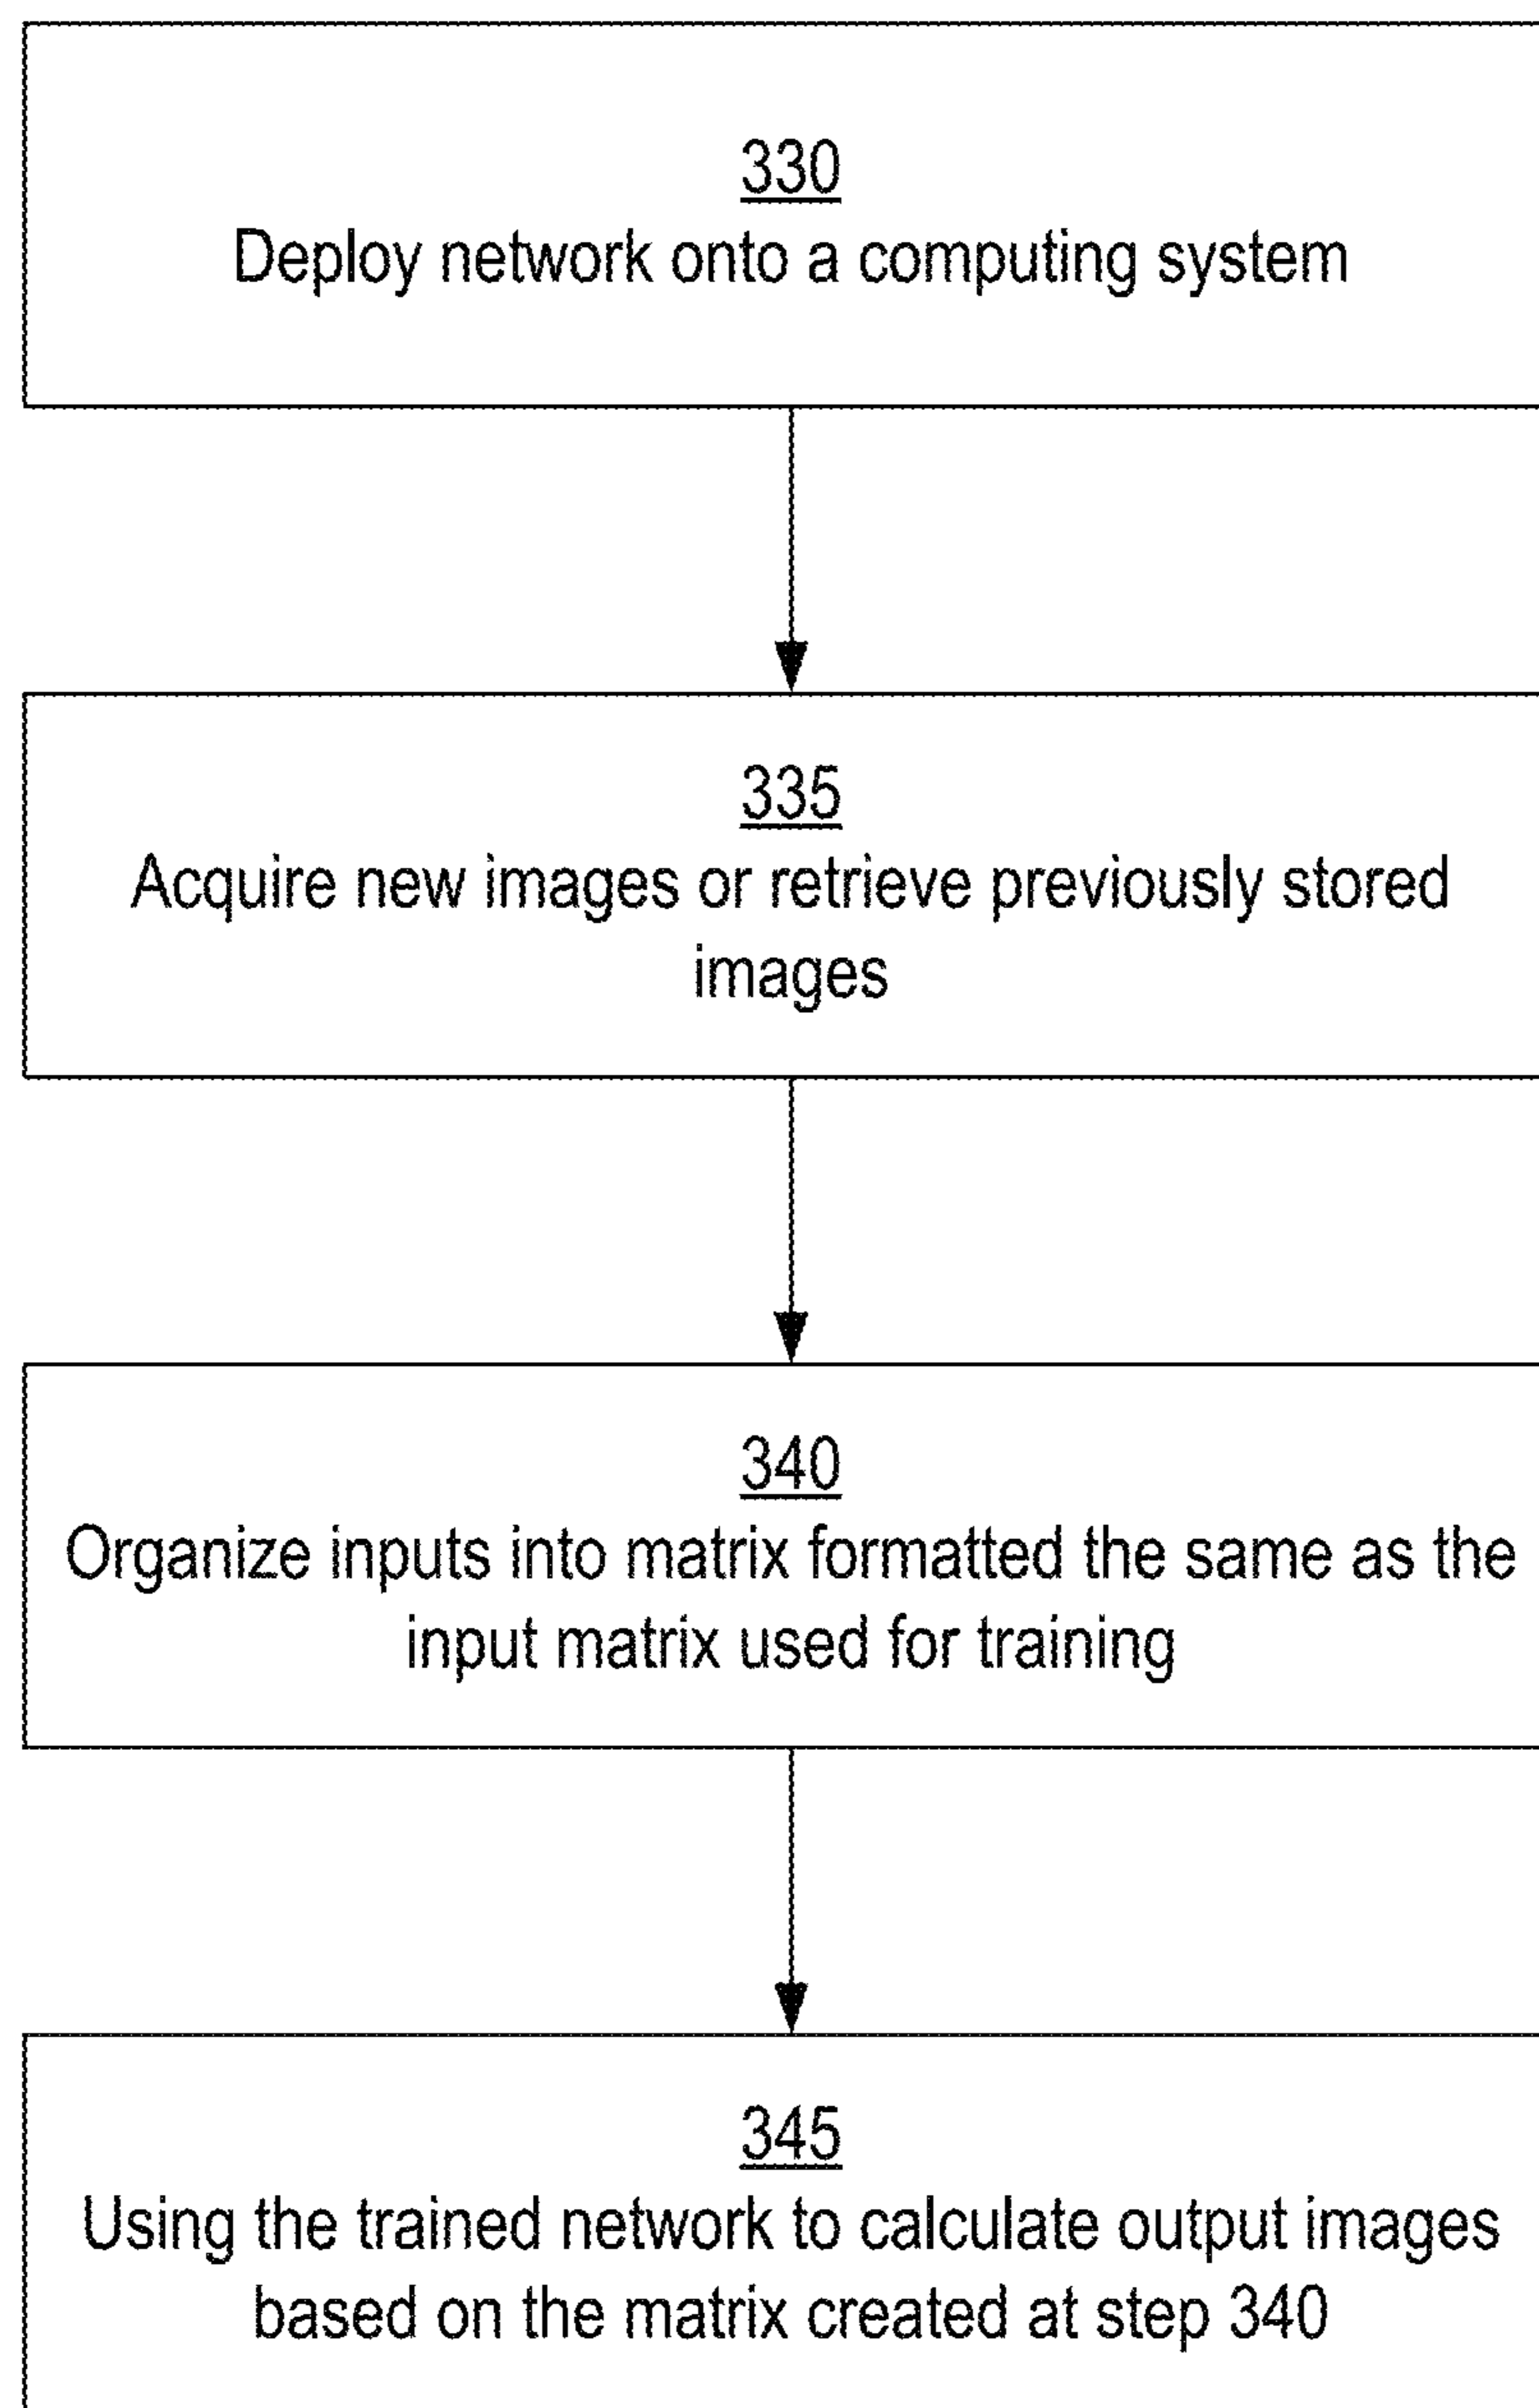 330
Deploy network onto a computing system
335
Acquire new images or retrieve previously stored
images
340
Organize inputs into matrix formatted the same as the
input matrix used for training
345
Using the trained network to calculate output images
based on the matrix created at step 340